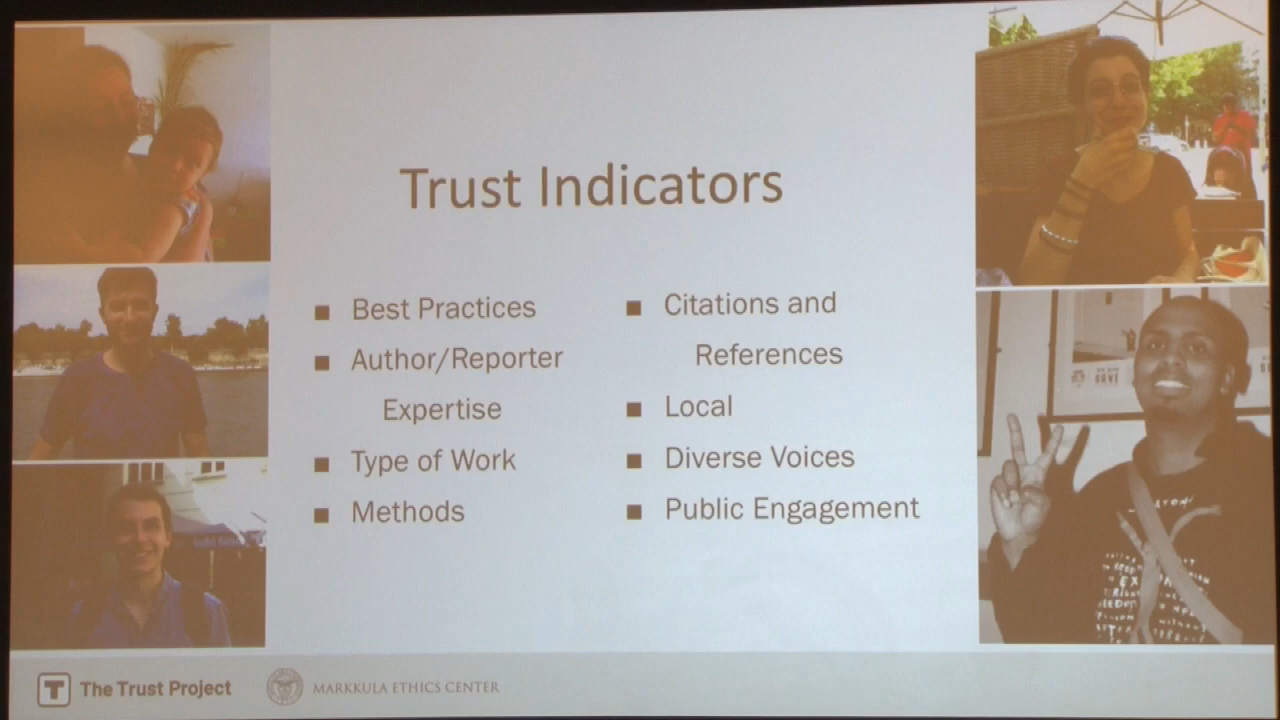 Trust Indicators
Best Practices
Author/Reporter
Expertise
Type of Work
Methods
Citations and
References
Local
Diverse Voices
Public Engagement
The Trust Project
MARKKULA ETHICS CENTER